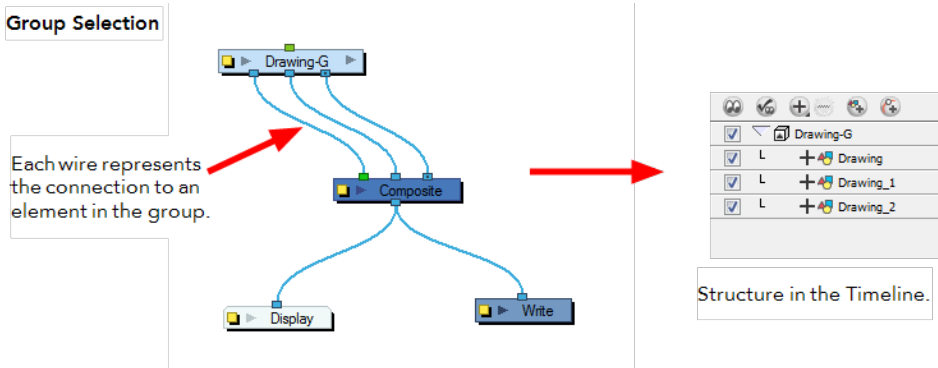 Group Selection
Drawing-G
Each wire represents
the connection to an
element in the group.
Composite
Display
Write
Drawing-G
Drawing
Drawing_1
Drawing_2
Structure in the Timeline.